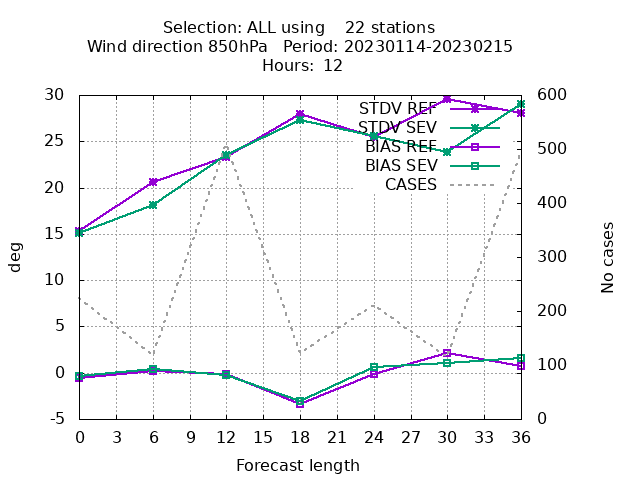 Selection: ALL using    22 stations
Wind direction 850hPa   Period: 20230114-20230215
Hours: 12
30 600
STDV REF
25 STDV SEV 500
BIAS REF
20 BIAS SEV 400
CASES
15 300
10 200
5 100
0
-5 0
deg
No cases
0 3 6 9 12 15 18 21 24 27 30 33 36
Forecast length